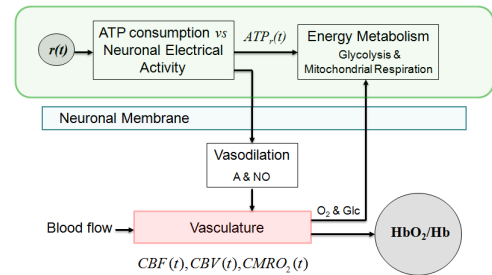 r(t)
ATP consumption vs
Neuronal Electrical
Activity
ATPr(t)
Energy Metabolism
Glycolysis &
Mitochondrial Respiration
Neuronal Membrane
Vasodilation
A & NO
O2 & Glc
Blood flow
Vasculature
HbO2/Hb
CBF(t), CBV(t), CMRO2(t)